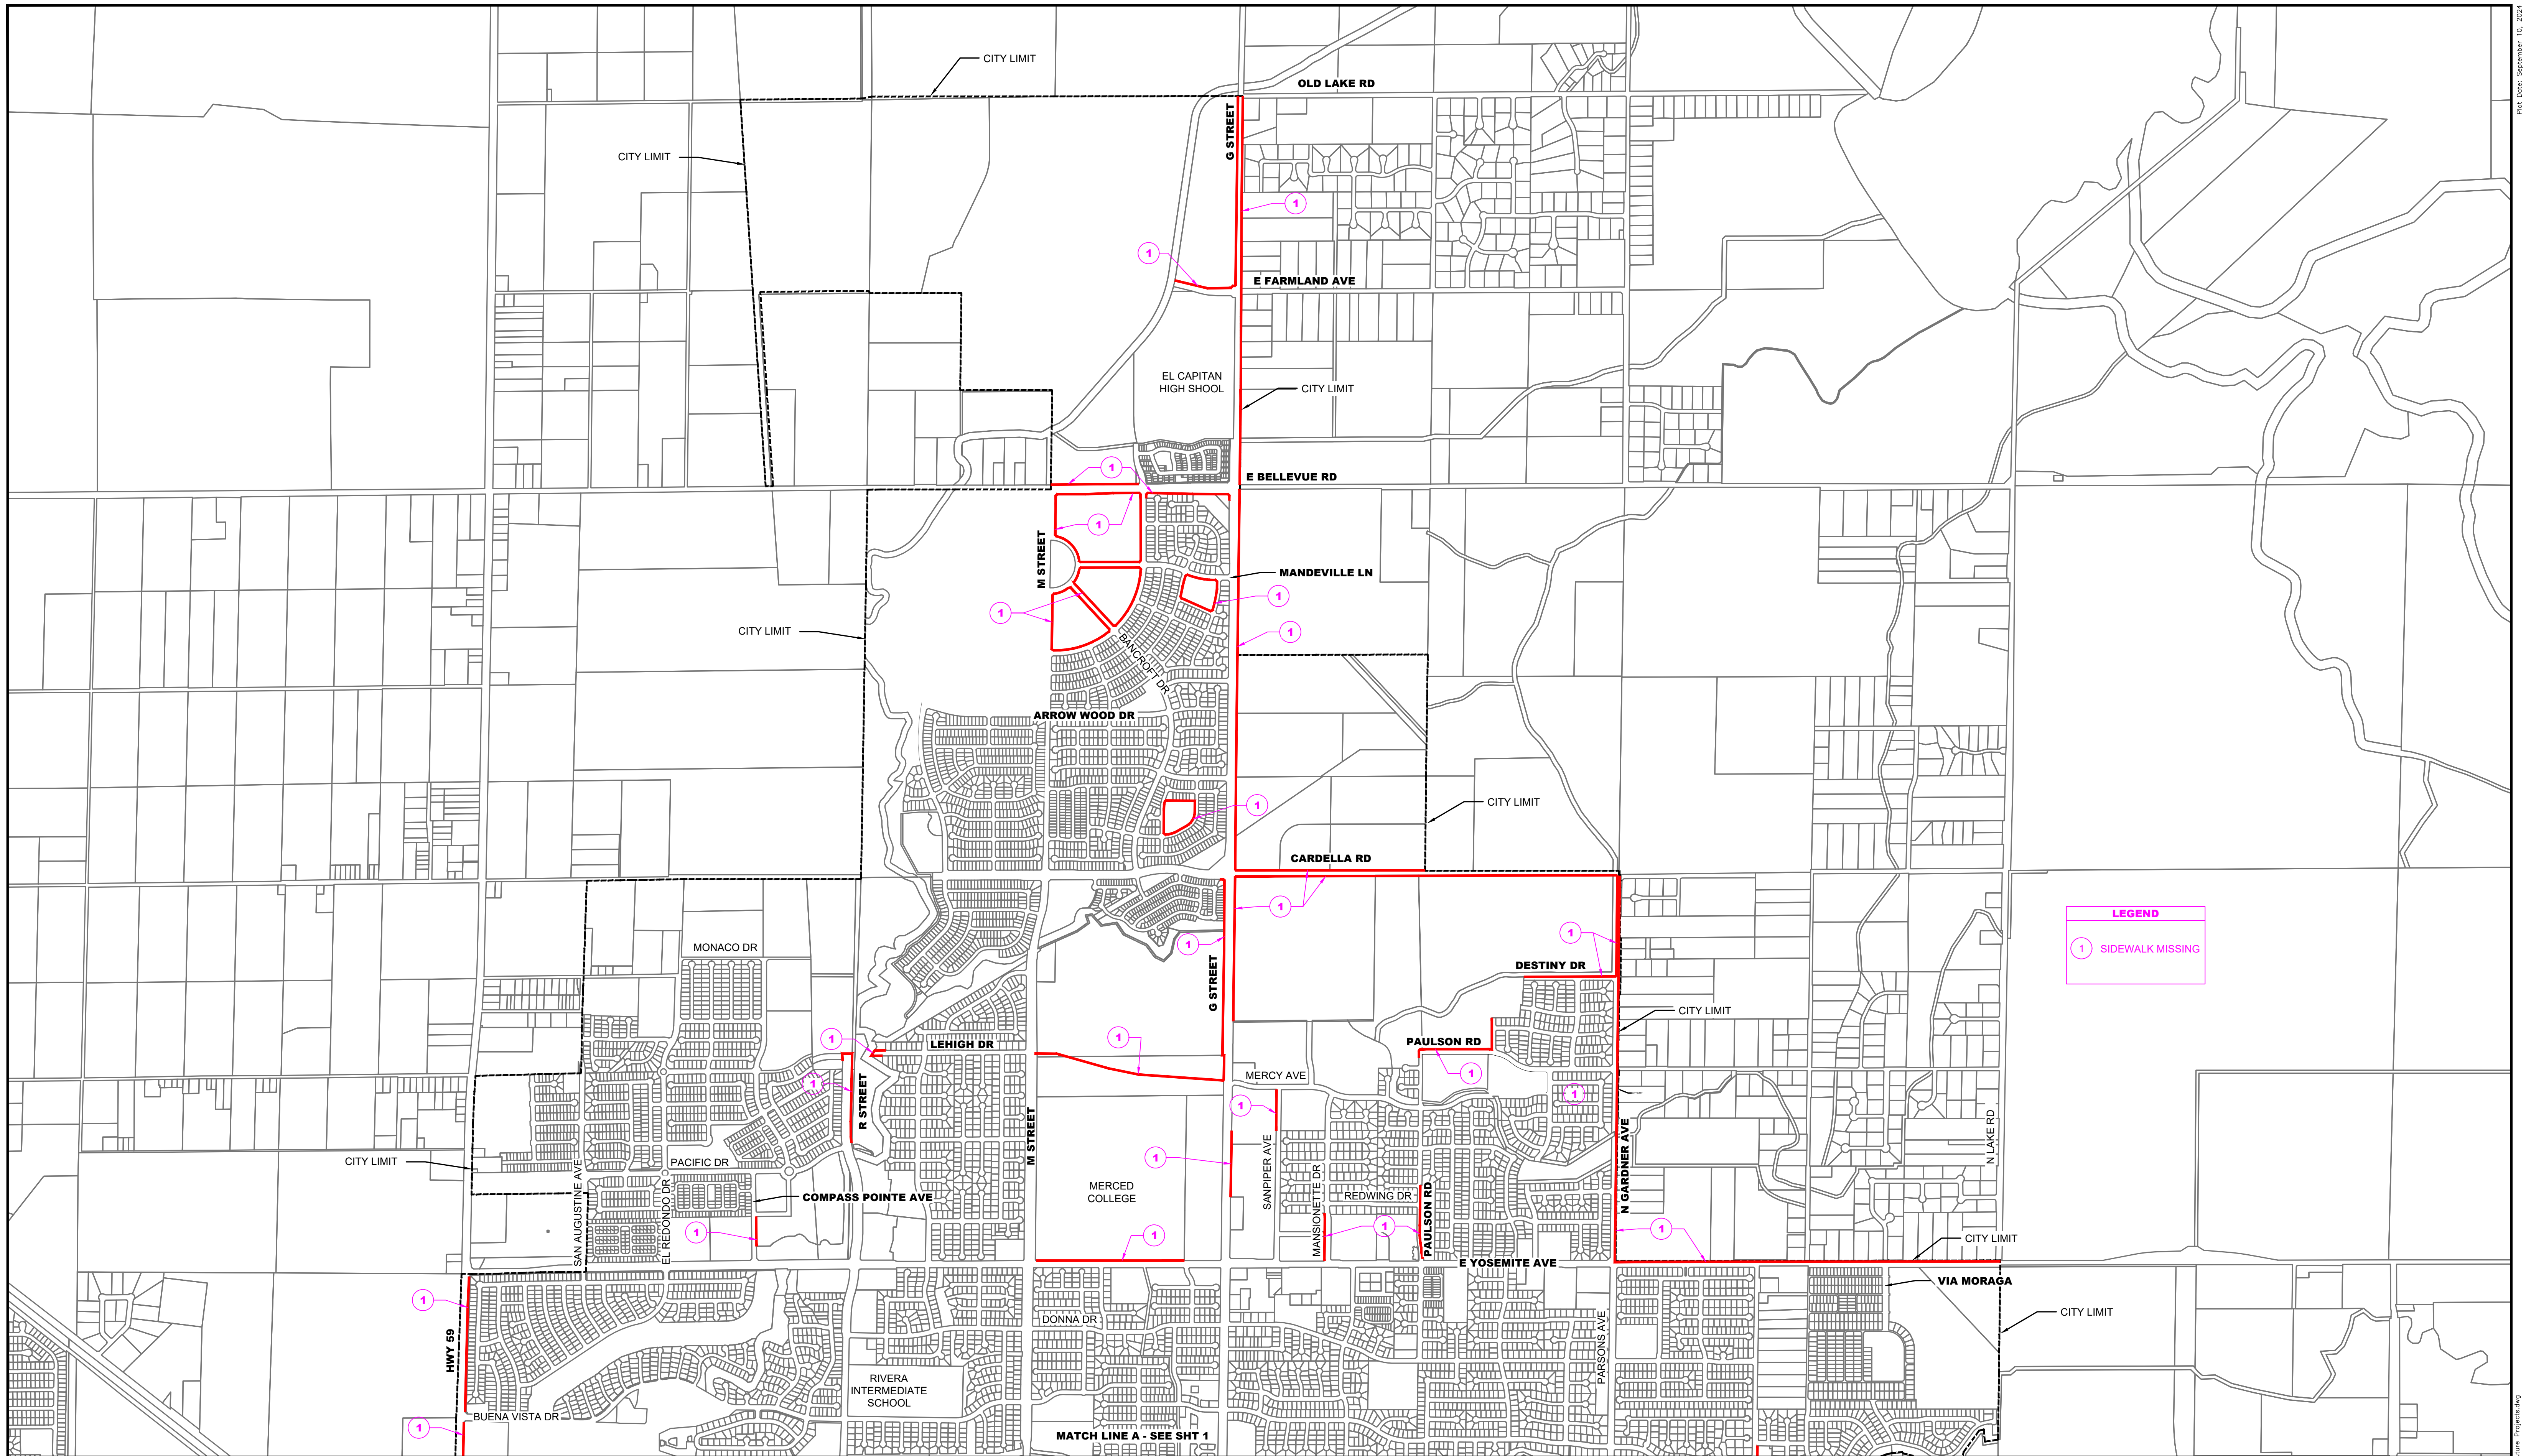 Plot Date: September 10, 2024
CITY LIMIT
OLD LAKE RD
G STREET
CITY LIMIT
1
1
E FARMLAND AVE
EL CAPITAN
HIGH SHOOL
CITY LIMIT
1
E BELLEVUE RD
1
M STREET
MANDEVILLE LN
1
1
CITY LIMIT
1
BANCROFT DR
ARROW WOOD DR
CITY LIMIT
1
CARDELLA RD
1
LEGEND
1 SIDEWALK MISSING
1
1
MONACO DR
DESTINY DR
G STREET
CITY LIMIT
1
1
LEHIGH DR
PAULSON RD
1
MERCY AVE
1
R STREET
1
1
M STREET
N GARDNER AVE
N LAKE RD
1
CITY LIMIT
PACIFIC DR
SAN AUGUSTINE AVE
EL REDONDO DR
COMPASS POINTE AVE
MERCED
COLLEGE
SANPIPER AVE
MANSIONETTE DR
REDWING DR
PAULSON RD
1
1
1
1
CITY LIMIT
E YOSEMITE AVE
VIA MORAGA
1
HWY 59
DONNA DR
PARSONS AVE
CITY LIMIT
RIVERA
INTERMEDIATE
SCHOOL
BUENA VISTA DR
1
MATCH LINE A - SEE SHT 1
ture Projects.dwg